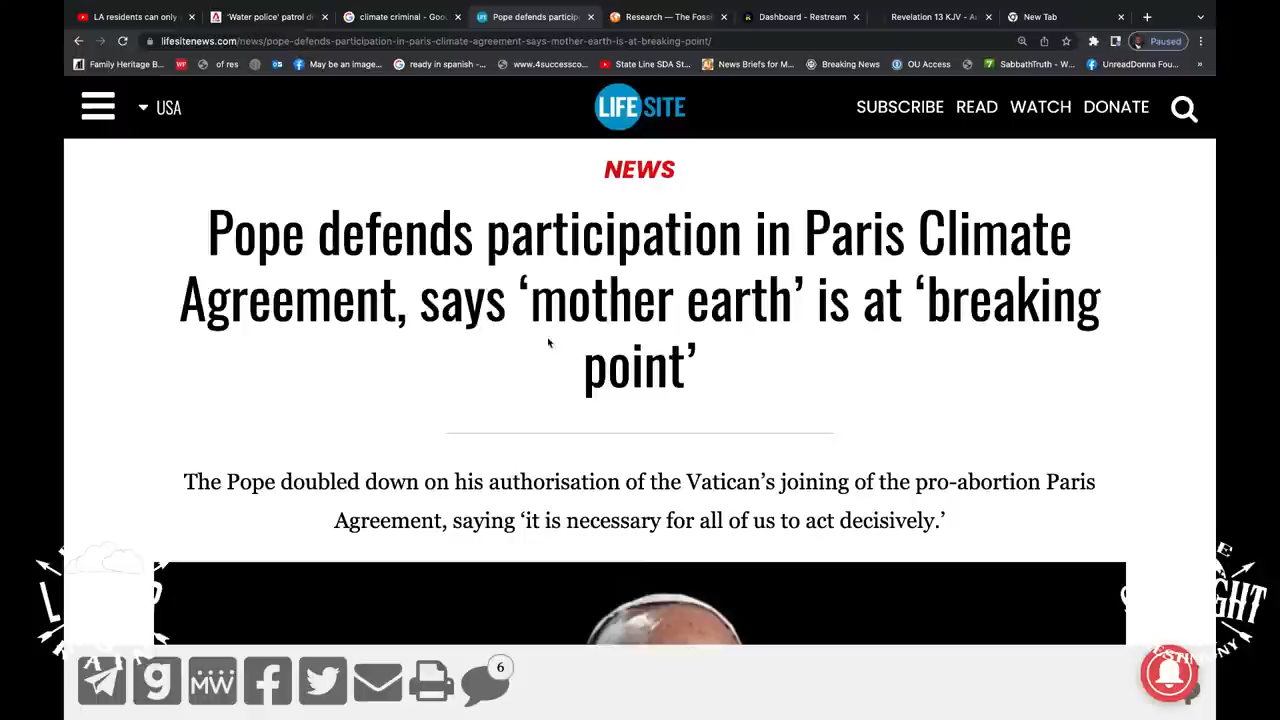 LA residents can only
'Water police' patrol di
climate criminal - Goo
Pope defends particip
Research — The Fossi
Dashboard - Restream
Revelation 13 KJV - A
New Tab
lifesitenews.com/news/pope-defends-participation-in-paris-climate-agreement-says-mother-earth-is-at-breaking-point/
Paused
Family Heritage B...
of res
May be an image...
ready in spanish -...
www.4successco...
State Line SDA St...
News Briefs for M...
Breaking News
OU Access
SabbathTruth - W...
UnreadDonna Fou...
USA
LIFE SITE
SUBSCRIBE READ WATCH DONATE
NEWS
Pope defends participation in Paris Climate
Agreement, says ‘mother earth’ is at ‘breaking
point’
The Pope doubled down on his authorisation of the Vatican’s joining of the pro-abortion Paris
Agreement, saying ‘it is necessary for all of us to act decisively.’
g
MW
6